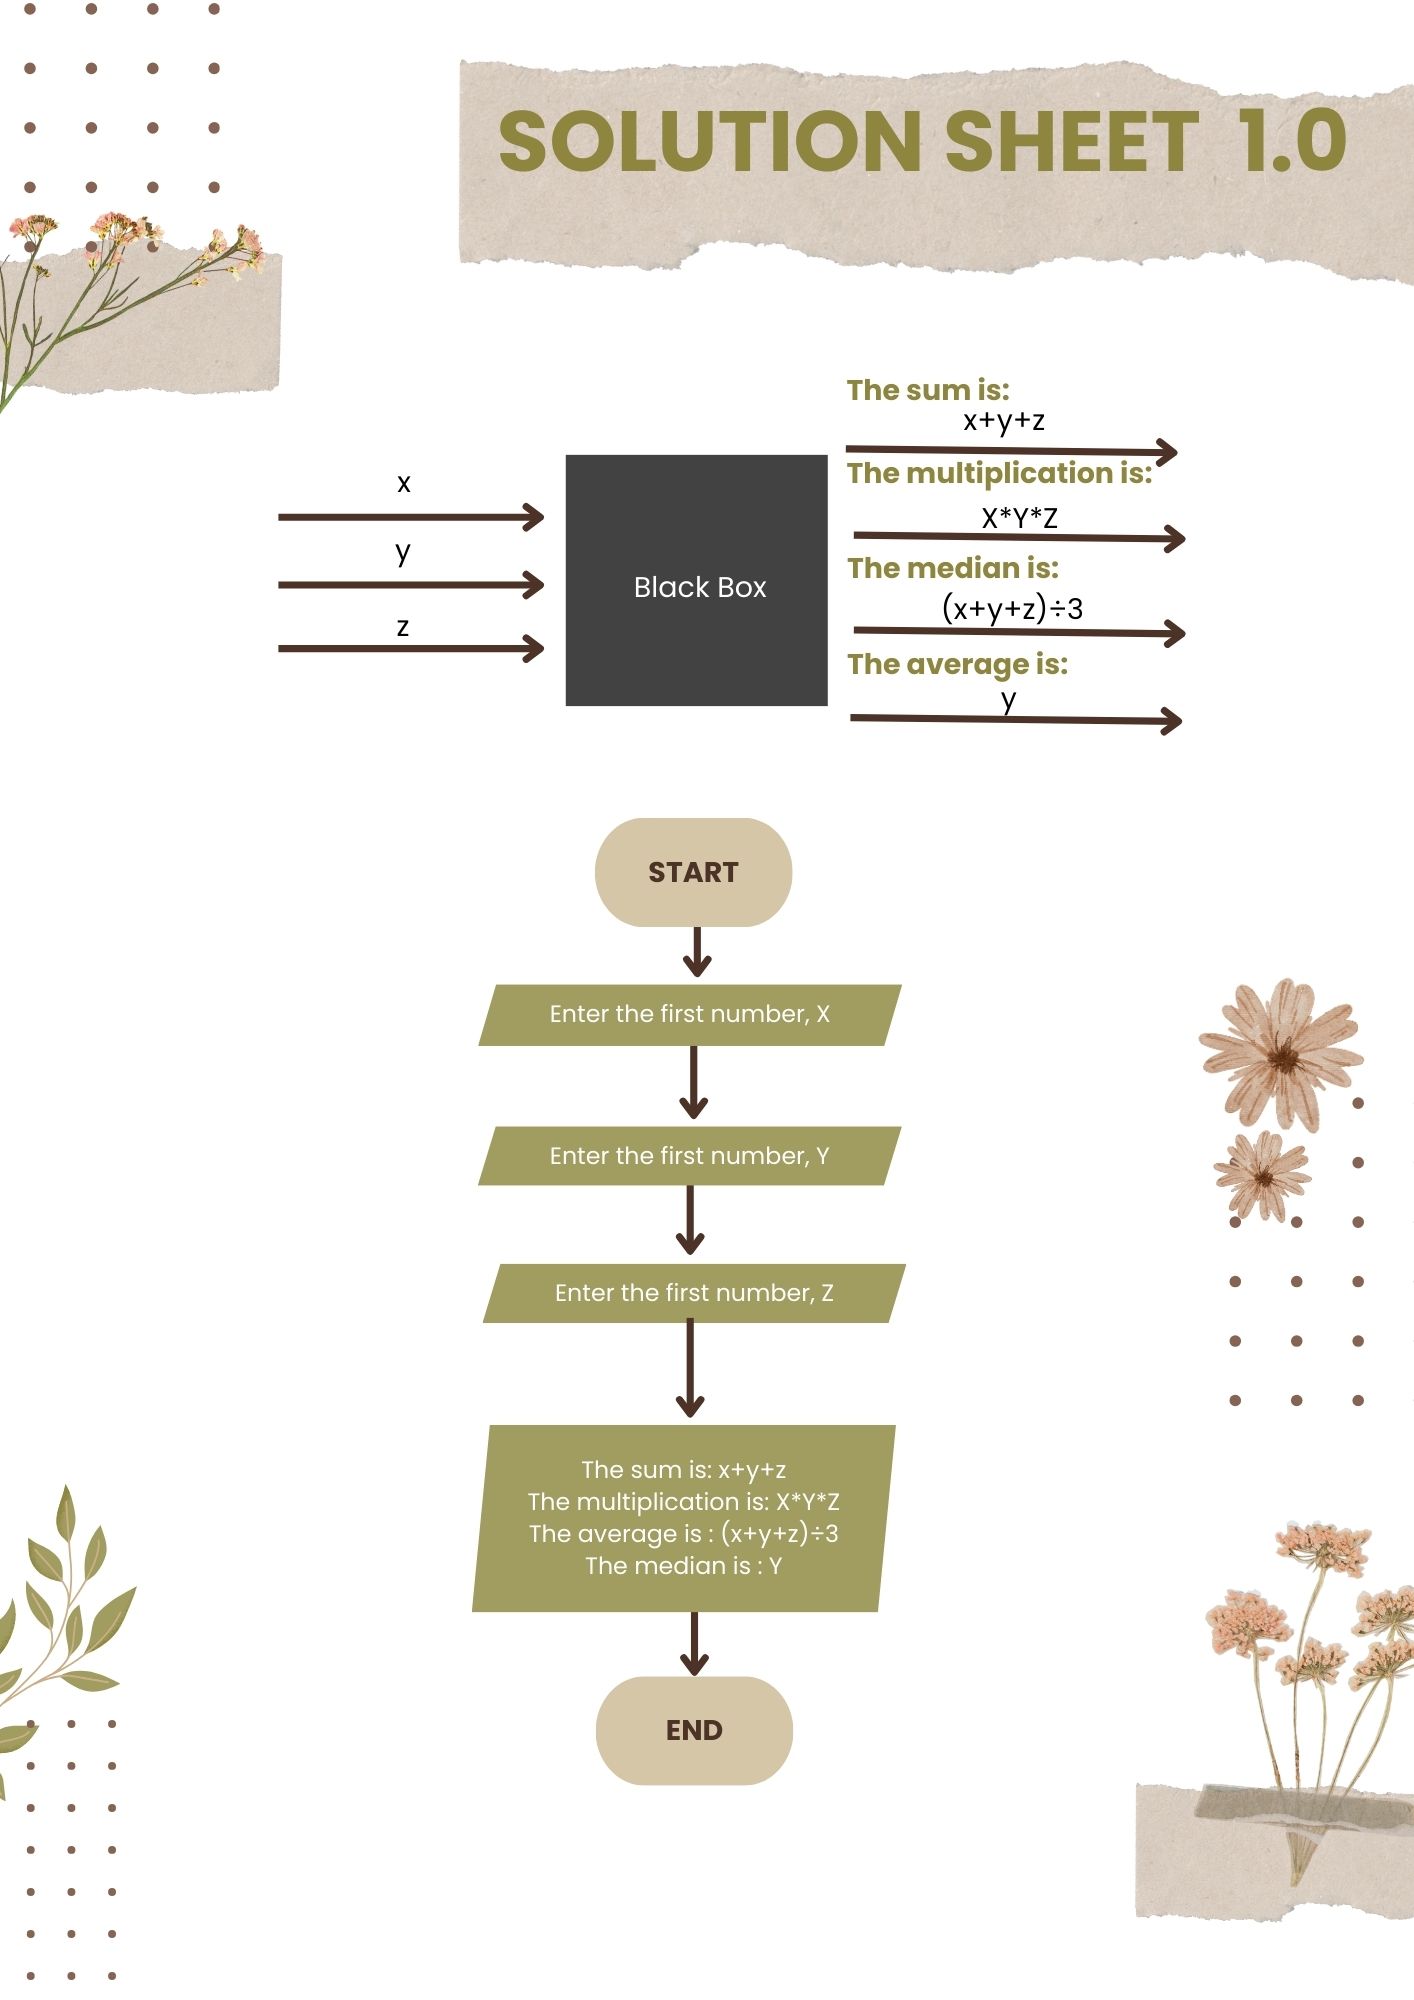 SOLUTION SHEET 1.0
x
y
z
Black Box
The sum is:
x+y+z
The multiplication is:
X*Y*Z
The median is:
(x+y+z)÷3
The average is:
y
START
Enter the first number, X
Enter the first number, Y
Enter the first number, Z
The sum is: x+y+z
The multiplication is: X*Y*Z
The average is : (x+y+z)÷3
The median is : Y
END